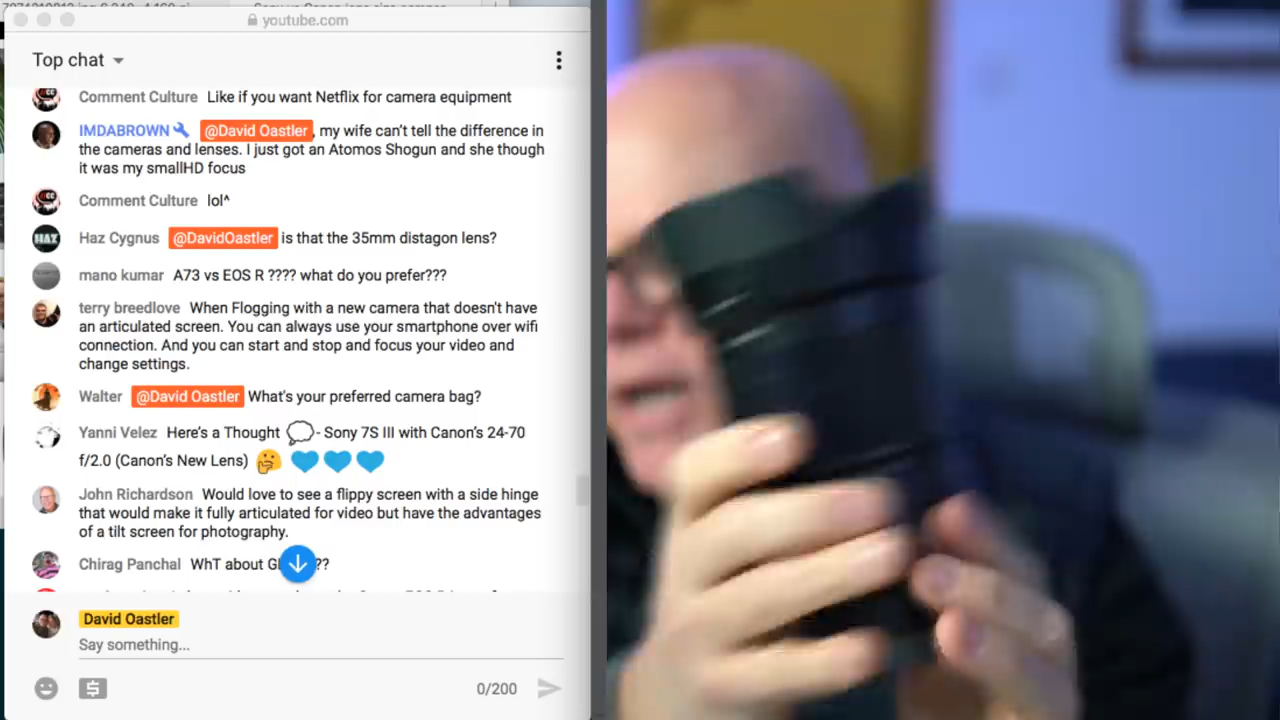 youtube.com
Top chat
Comment Culture Like if you want Netflix for camera equipment
IMDABROWN @David Oastler, my wife can't tell the difference in
the cameras and lenses. I just got an Atomos Shogun and she though
it was my smallHD focus
Comment Culture lol^
HAZ
Haz Cygnus @DavidOastler is that the 35mm distagon lens?
mano kumar A73 vs EOS R ???? what do you prefer???
terry breedlove When Flogging with a new camera that doesn't have
an articulated screen. You can always use your smartphone over wifi
connection. And you can start and stop and focus your video and
change settings.
Walter @David Oastler What's your preferred camera bag?
Yanni Velez Here's a Thought 💭- Sony 7S III with Canon's 24-70
f/2.0 (Canon's New Lens) 🤔 💙 💙 💙
John Richardson Would love to see a flippy screen with a side hinge
that would make it fully articulated for video but have the advantages
of a tilt screen for photography.
Chirag Panchal WhT about ??
David Oastler
Say something...
0/200